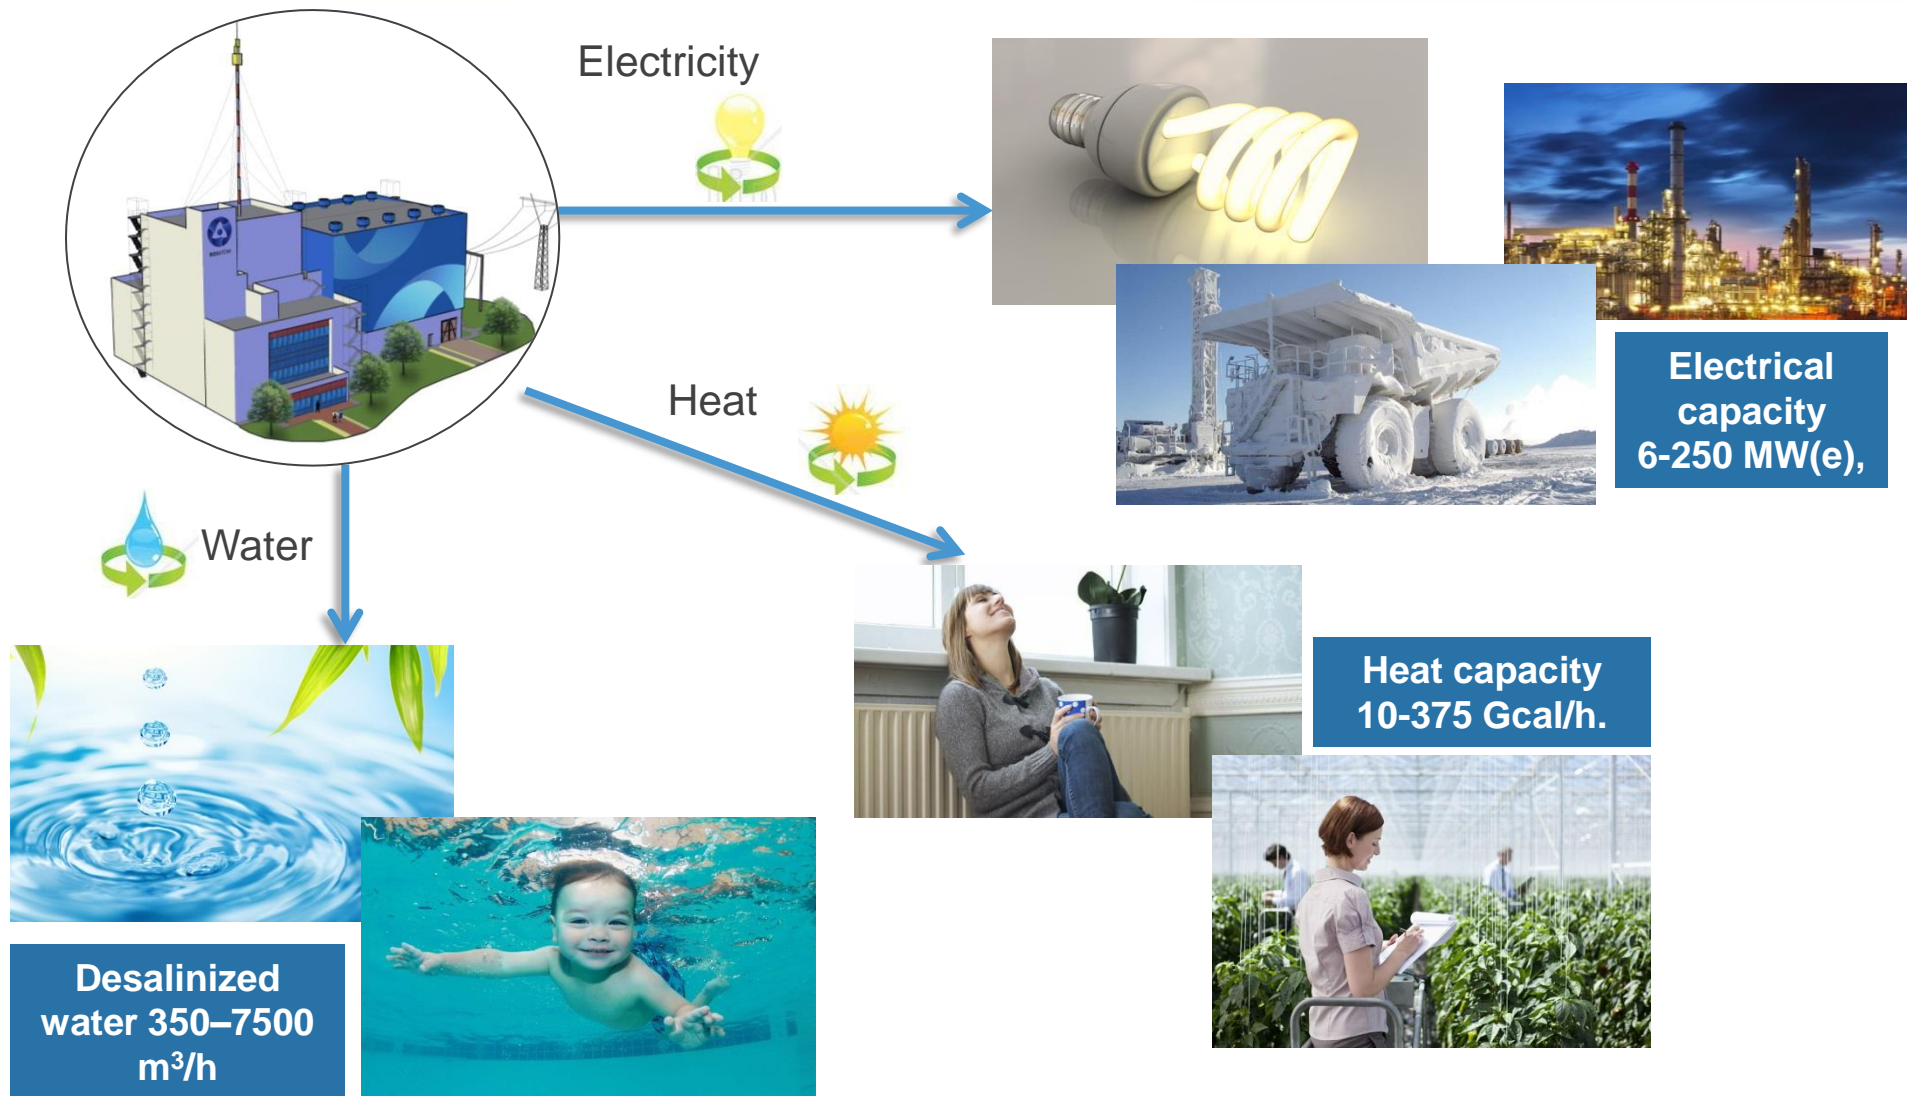 Electricity
Electrical
capacity
6-250 MW(e),
Heat
Water
Heat capacity
10-375 Gcal/h.
Desalinized
water 350–7500
m³/h